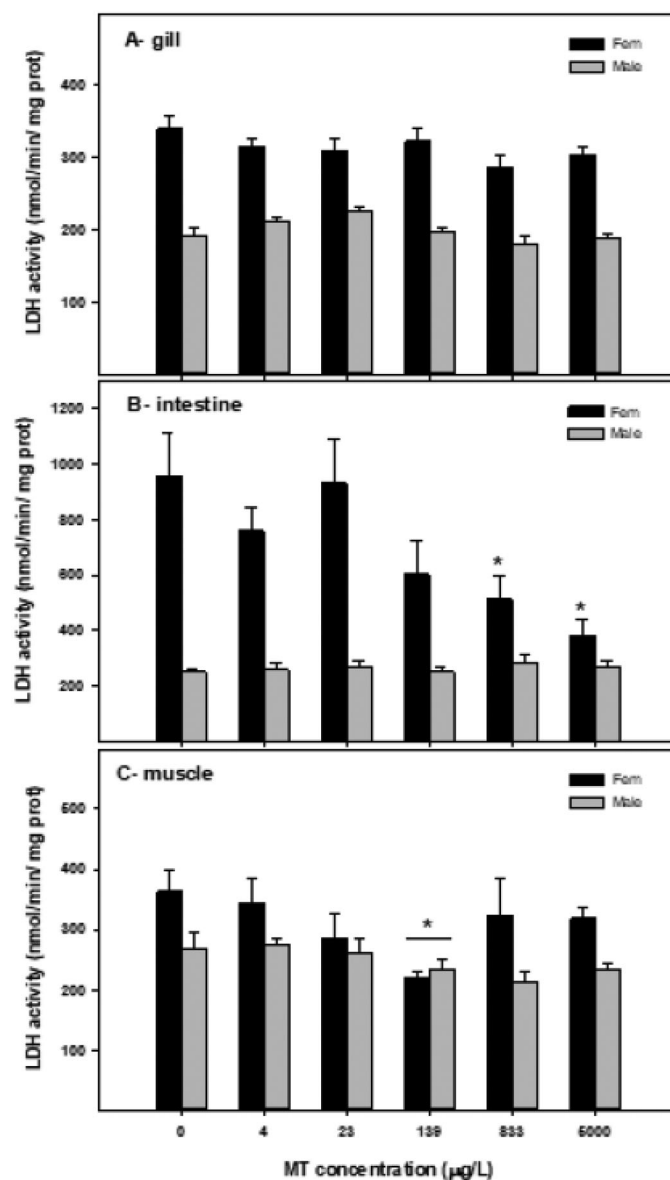 A- gill
Fem
Male
LDH activity (nmol/min/ mg prot)
400
300
200
100
B- intestine
Fem
Male
LDH activity (nmol/min/ mg prot)
1200
1000
800
600
400
200
*
*
C- muscle
Fem
Male
LDH activity (nmol/min/ mg prot)
500
400
300
200
100
*
0 4 23 139 833 5000
MT concentration (µg/L)